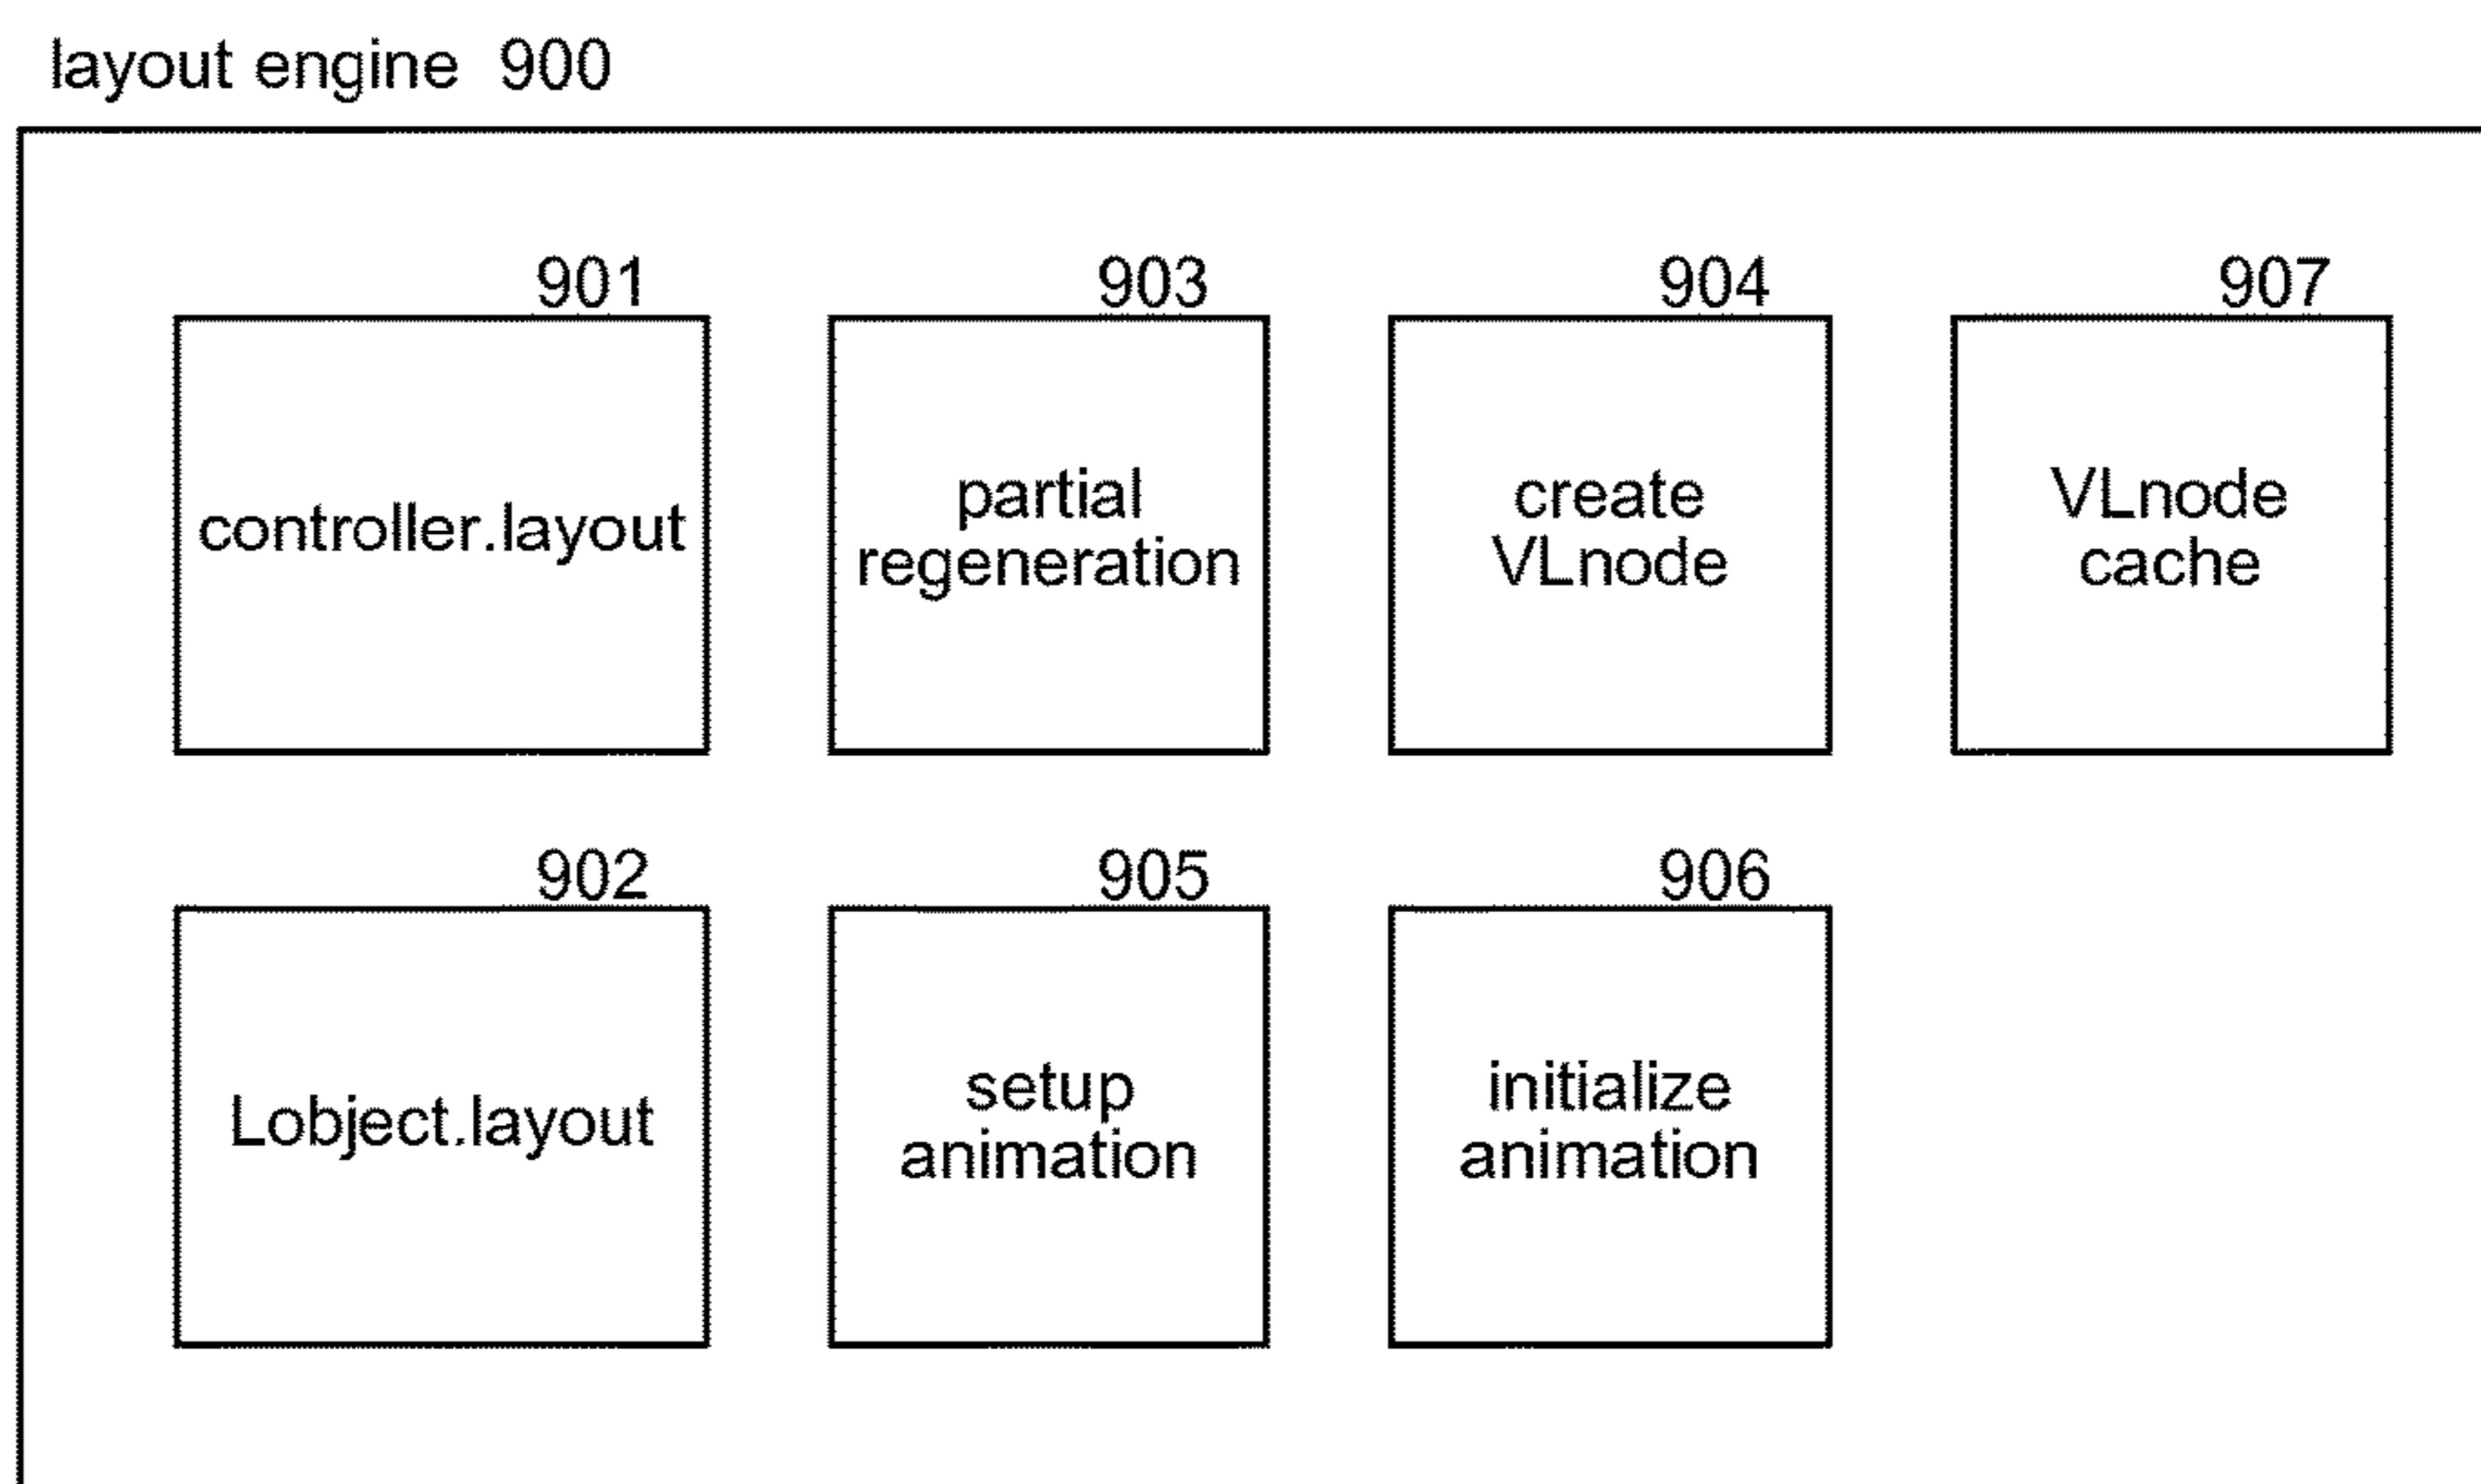 layout engine 900
901
controller.layout
903
partial
regeneration
904
create
VLnode
907
VLnode
cache
902
Lobject.layout
905
setup
animation
906
initialize
animation